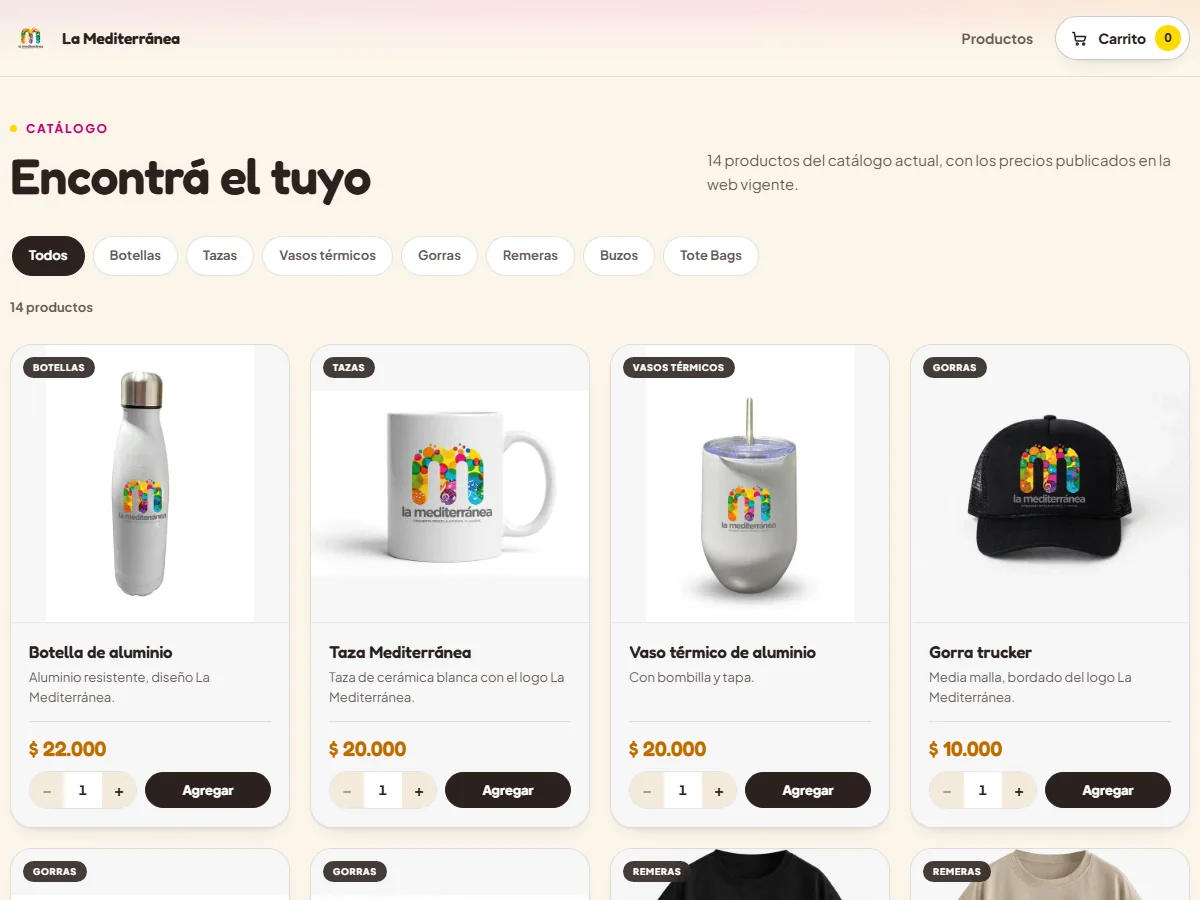 la mediterránea
La Mediterránea
Productos
Carrito
0
CATÁLOGO
Encontrá el tuyo
14 productos del catálogo actual, con los precios publicados en la
web vigente.
Todos
Botellas
Tazas
Vasos térmicos
Gorras
Remeras
Buzos
Tote Bags
14 productos
BOTELLAS
la mediterránea
TAZAS
la mediterránea
VASOS TÉRMICOS
la mediterránea
GORRAS
la mediterránea
Botella de aluminio
Aluminio resistente, diseño La
Mediterránea.
$ 22.000
− 1 +
Agregar
Taza Mediterránea
Taza de cerámica blanca con el logo La
Mediterránea.
$ 20.000
− 1 +
Agregar
Vaso térmico de aluminio
Con bombilla y tapa.
$ 20.000
− 1 +
Agregar
Gorra trucker
Media malla, bordado del logo La
Mediterránea.
$ 10.000
− 1 +
Agregar
GORRAS
GORRAS
REMERAS
REMERAS